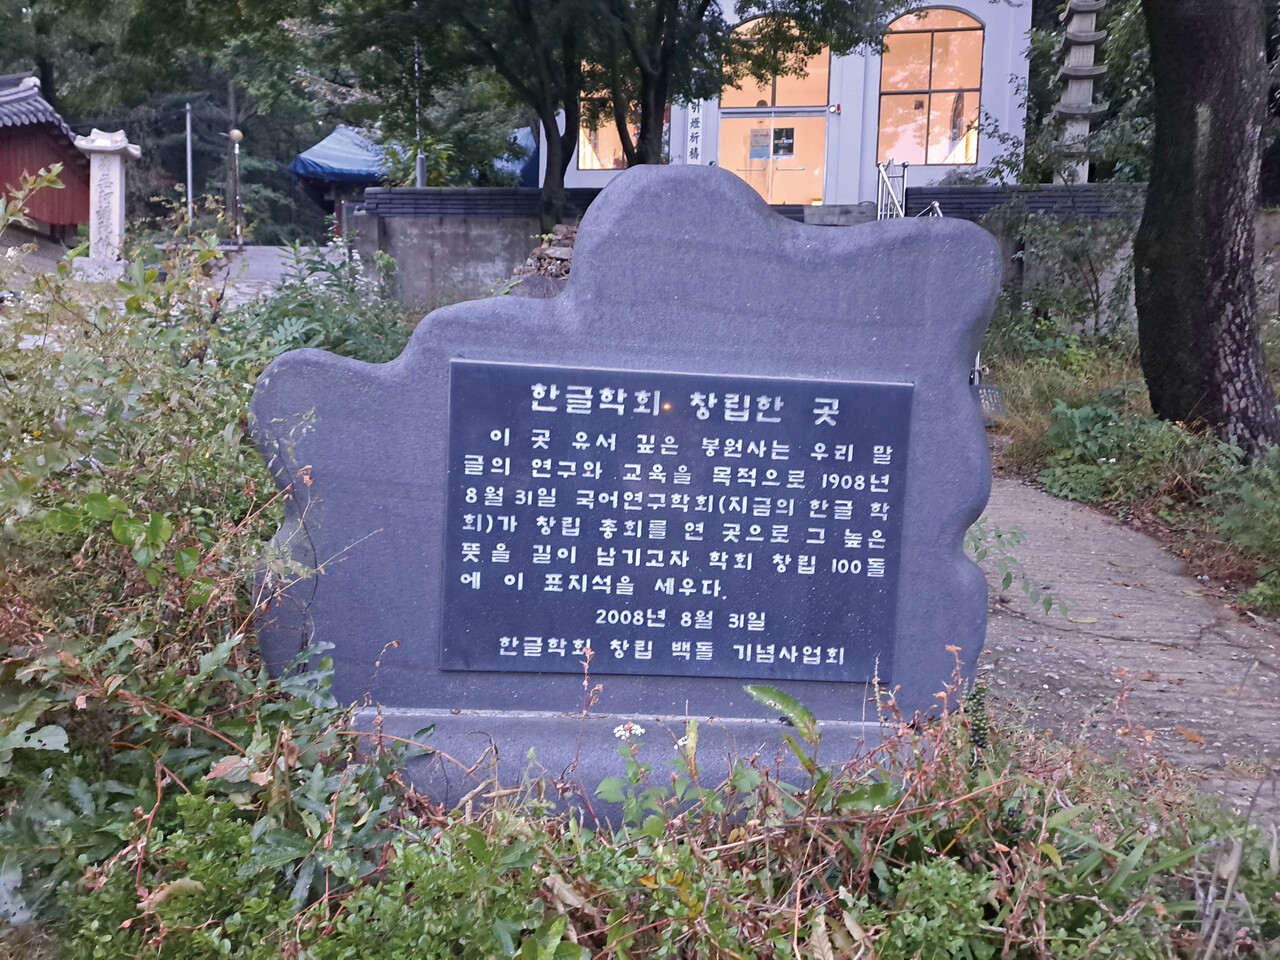 한글학회 창립한 곳
이 곳 유서 깊은 봉원사는 우리 말
글의 연구와 교육을 목적으로 1908년
8월 31일 국어연구학회(지금의 한글 학
회)가 창립 총회를 연 곳으로 그 높은
뜻을 길이 남기고자 학회 창립 100돌
에 이 표지석을 세우다.
2008년 8월 31일
한글학회 창립 백돌 기념사업회
引燈祈禱